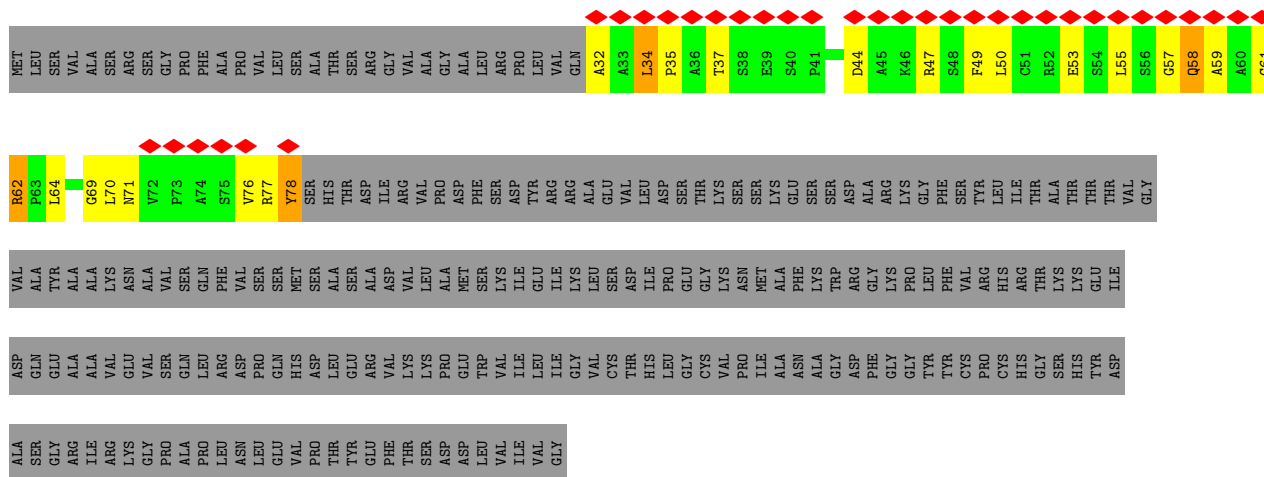 MET LEU SER VAL ALA SER ARG SER GLY PRO PHE ALA PRO VAL LEU SER ALA THR SER ARG GLY VAL ALA GLY ALA LEU ARG PRO LEU VAL GLN A32 A33 L34 P35 A36 T37 S38 E39 S40 P41 D44 A45 K46 R47 S48 F49 L50 C51 R52 E53 S54 L55 S56 G57 Q58 A59 A60 G61
R62 P63 L64 G69 L70 N71 V72 P73 A74 S75 V76 R77 Y78 SER HIS THR ASP ILE ARG VAL PRO ASP PHE SER ASP TYR ARG ARG ALA GLU VAL LEU ASP SER THR LYS SER SER LYS GLU SER SER ASP ALA ARG LYS GLY PHE SER TYR LEU ILE THR ALA THR THR THR VAL GLY
VAL ALA TYR ALA ALA LYS ASN ALA VAL SER GLN PHE VAL SER SER MET SER ALA SER ALA ASP VAL LEU ALA MET SER LYS ILE GLU ILE LYS LEU SER ASP ILE PRO GLU GLY LYS ASN MET ALA PHE LYS TRP ARG GLY LYS PRO LEU PHE VAL ARG HIS ARG THR LYS LYS GLU ILE
ASP GLN GLU ALA ALA VAL GLU VAL SER GLN LEU ARG ASP PRO GLN HIS ASP LEU GLU ARG VAL LYS LYS PRO GLU TRP VAL ILE LEU ILE GLY VAL CYS THR HIS LEU GLY CYS VAL PRO ILE ALA ASN ALA GLY ASP PHE GLY GLY TYR TYR CYS PRO CYS HIS GLY SER HIS TYR ASP
ALA SER GLY ARG ILE ARG LYS GLY PRO ALA PRO LEU ASN LEU GLU VAL PRO THR TYR GLU PHE THR SER ASP ASP LEU VAL ILE VAL GLY